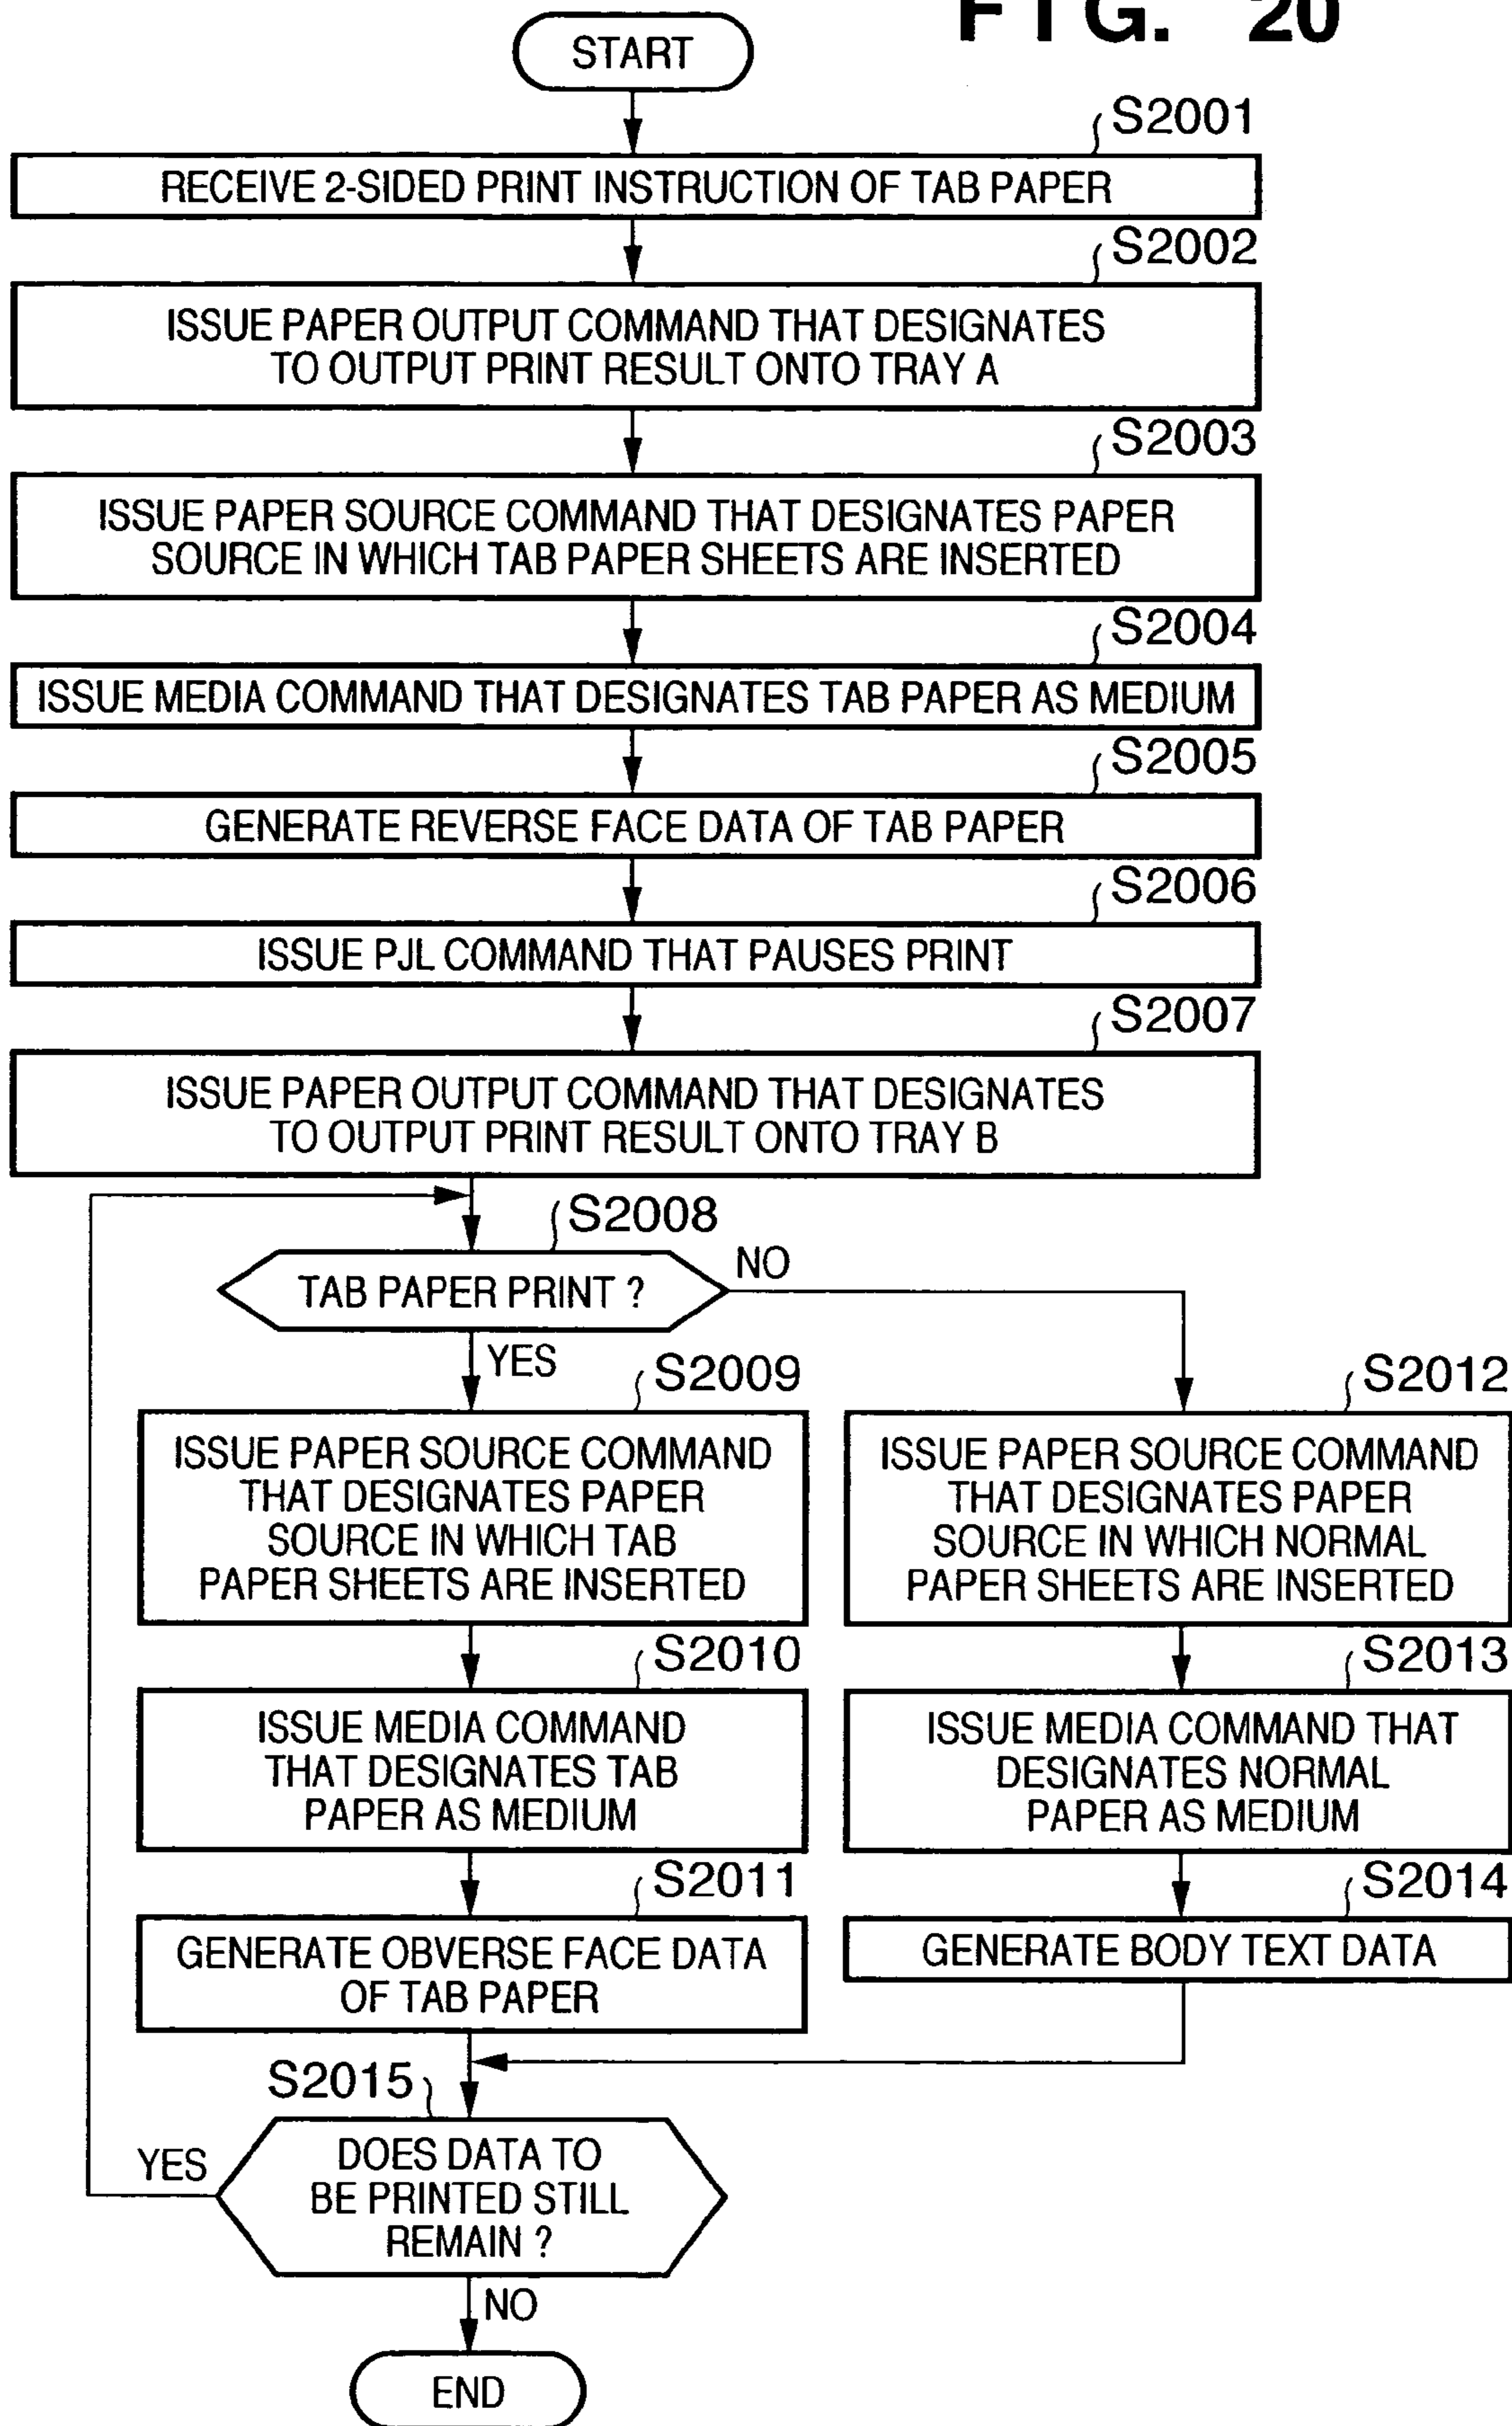 FIG. 20
START
S2001
RECEIVE 2-SIDED PRINT INSTRUCTION OF TAB PAPER
S2002
ISSUE PAPER OUTPUT COMMAND THAT DESIGNATES
TO OUTPUT PRINT RESULT ONTO TRAY A
S2003
ISSUE PAPER SOURCE COMMAND THAT DESIGNATES PAPER
SOURCE IN WHICH TAB PAPER SHEETS ARE INSERTED
S2004
ISSUE MEDIA COMMAND THAT DESIGNATES TAB PAPER AS MEDIUM
S2005
GENERATE REVERSE FACE DATA OF TAB PAPER
S2006
ISSUE PJL COMMAND THAT PAUSES PRINT
S2007
ISSUE PAPER OUTPUT COMMAND THAT DESIGNATES
TO OUTPUT PRINT RESULT ONTO TRAY B
S2008
TAB PAPER PRINT ?
NO
YES
S2009
ISSUE PAPER SOURCE COMMAND
THAT DESIGNATES PAPER
SOURCE IN WHICH TAB
PAPER SHEETS ARE INSERTED
S2010
ISSUE MEDIA COMMAND
THAT DESIGNATES TAB
PAPER AS MEDIUM
S2011
GENERATE OBVERSE FACE DATA
OF TAB PAPER
S2012
ISSUE PAPER SOURCE COMMAND
THAT DESIGNATES PAPER
SOURCE IN WHICH NORMAL
PAPER SHEETS ARE INSERTED
S2013
ISSUE MEDIA COMMAND THAT
DESIGNATES NORMAL
PAPER AS MEDIUM
S2014
GENERATE BODY TEXT DATA
S2015
DOES DATA TO
BE PRINTED STILL
REMAIN ?
YES
NO
END